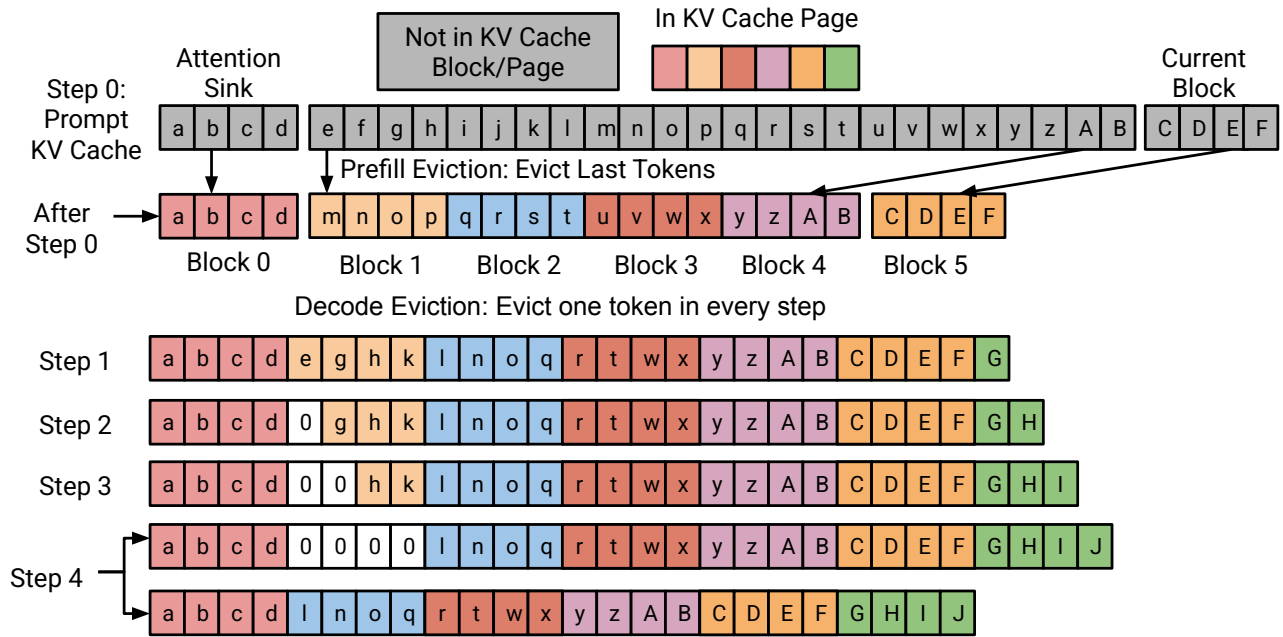 In KV Cache Page
Not in KV Cache
Block/Page
Attention
Sink
Current
Block
Step 0:
Prompt
KV Cache
a b c d e f g h i j k l m n o p q r s t u v w x y z A B C D E F
Prefill Eviction: Evict Last Tokens
After
Step 0
a b c d m n o p q r s t u v w x y z A B C D E F
Block 0 Block 1 Block 2 Block 3 Block 4 Block 5
Decode Eviction: Evict one token in every step
Step 1 a b c d e g h k l n o q r t w x y z A B C D E F G
Step 2 a b c d 0 g h k l n o q r t w x y z A B C D E F G H
Step 3 a b c d 0 0 h k l n o q r t w x y z A B C D E F G H I
Step 4
a b c d 0 0 0 0 l n o q r t w x y z A B C D E F G H I J
a b c d l n o q r t w x y z A B C D E F G H I J